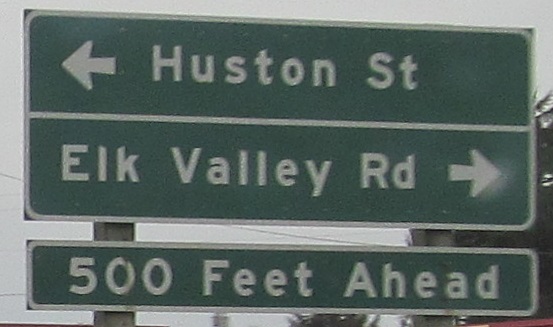 Huston St
Elk Valley Rd
500 Feet Ahead